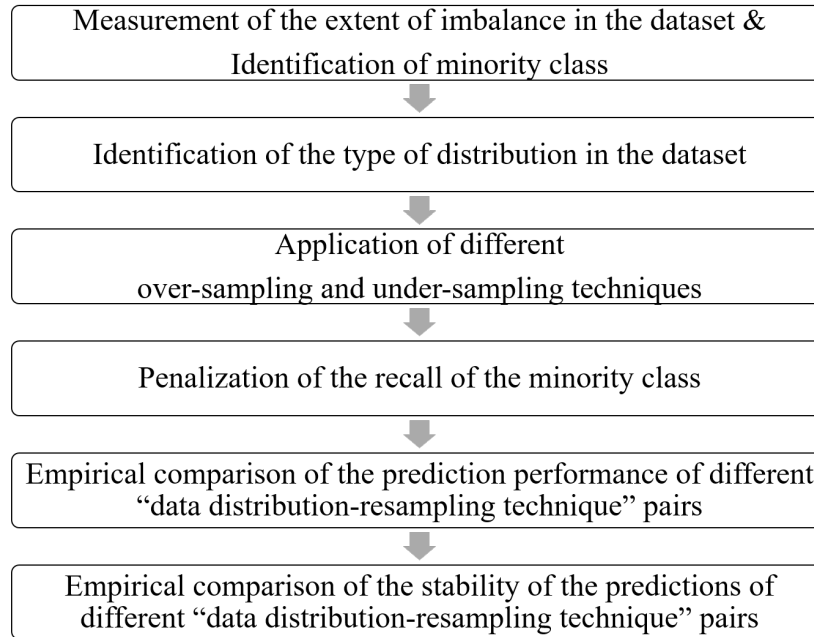 Measurement of the extent of imbalance in the dataset &
Identification of minority class
Identification of the type of distribution in the dataset
Application of different
over-sampling and under-sampling techniques
Penalization of the recall of the minority class
Empirical comparison of the prediction performance of different
“data distribution-resampling technique” pairs
Empirical comparison of the stability of the predictions of
different “data distribution-resampling technique” pairs